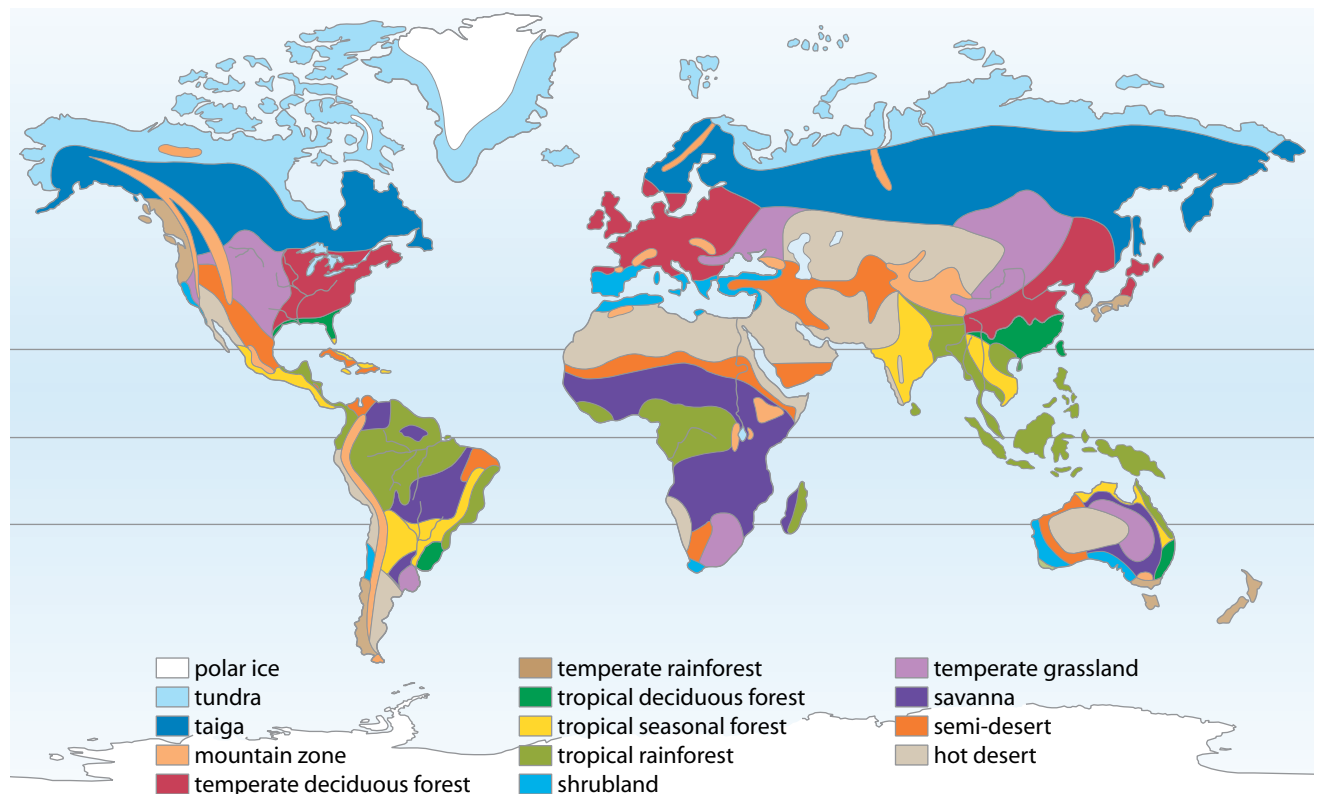 polar ice
tundra
taiga
mountain zone
temperate deciduous forest
temperate rainforest
tropical deciduous forest
tropical seasonal forest
tropical rainforest
shrubland
temperate grassland
savanna
semi-desert
hot desert